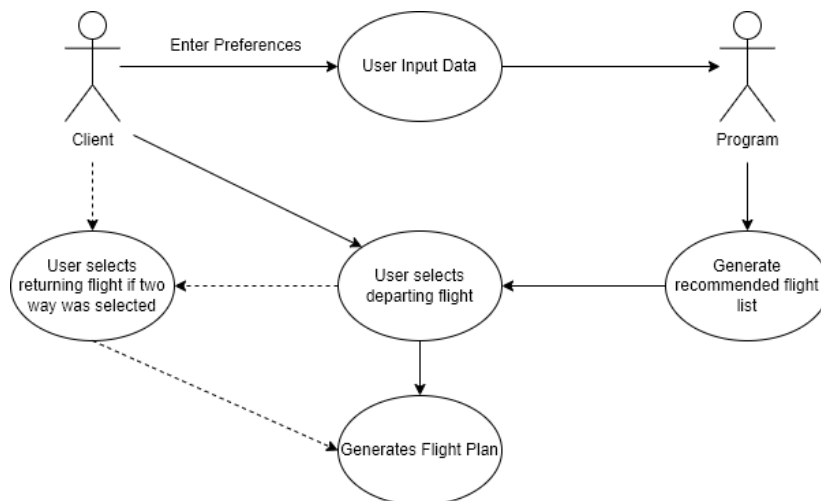 Enter Preferences
User Input Data
Client
Program
User selects
returning flight if two
way was selected
User selects
departing flight
Generate
recommended flight
list
Generates Flight Plan